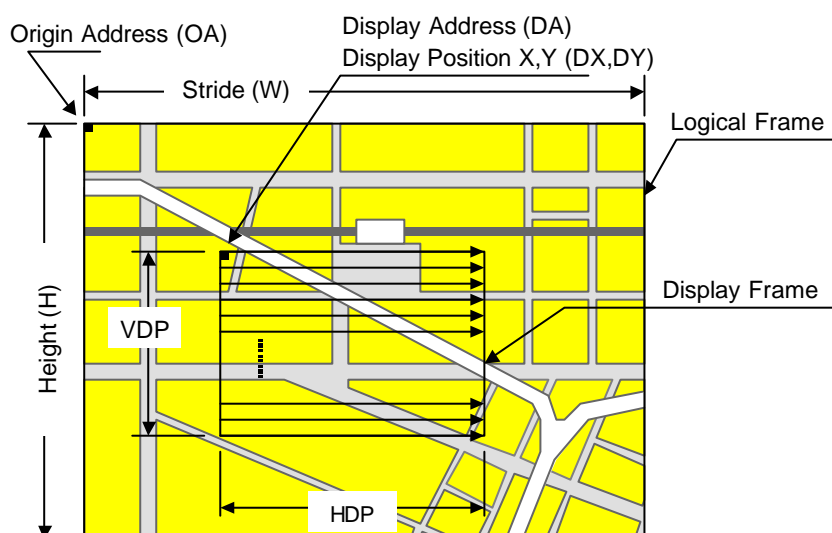 Origin Address (OA)
Display Address (DA)
Display Position X,Y (DX,DY)
Stride (W)
Logical Frame
Display Frame
VDP
Height (H)
HDP